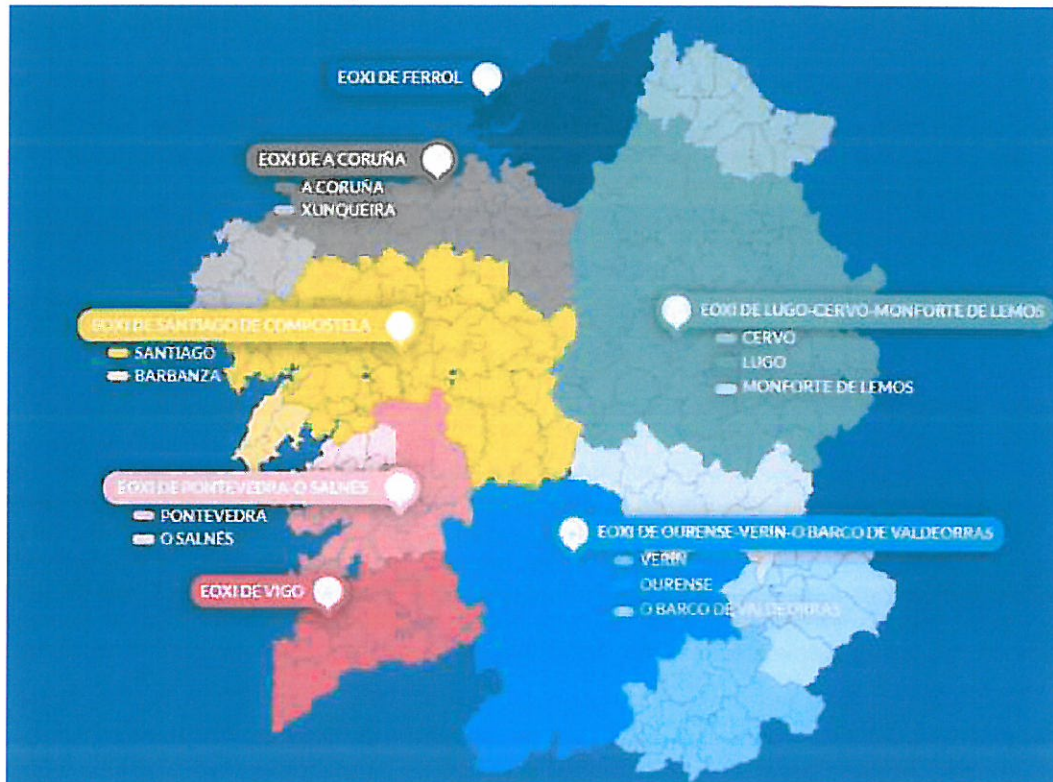 EOXI DE FERROL
EOXI DE A CORUÑA
A CORUÑA
XUNQUEIRA
EOXI DE SANTIAGO DE COMPOSTELA
SANTIAGO
BARBANZA
EOXI DE PONTEVEDRA-O SALNÉS
PONTEVEDRA
O SALNÉS
EOXI DE VIGO
EOXI DE LUGO-CERVO-MONFORTE DE LEMOS
CERVO
LUGO
MONFORTE DE LEMOS
EOXI DE OURENSE-VERÍN-O BARCO DE VALDEORRAS
VERÍN
OURENSE
O BARCO DE VALDEORRAS